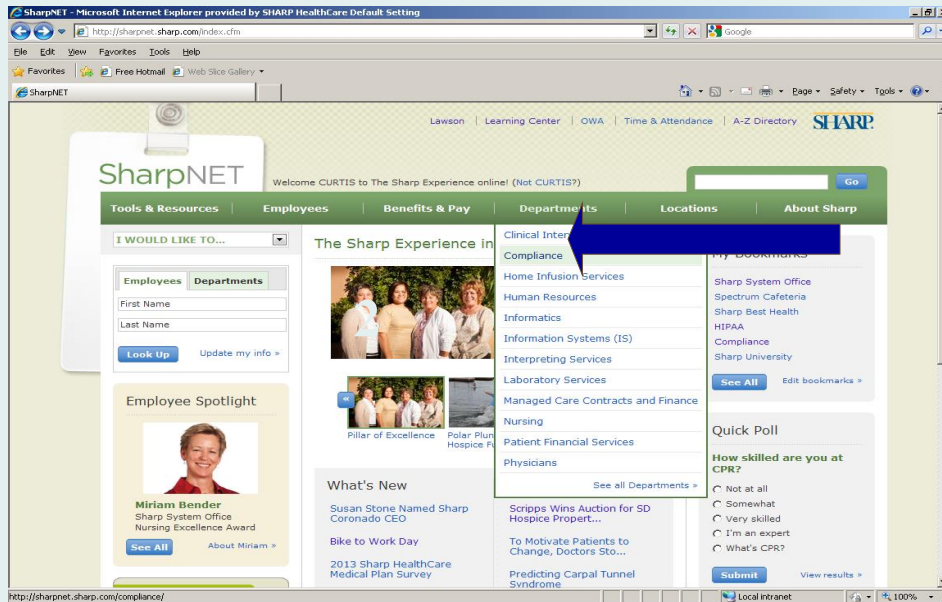 SharpNET - Microsoft Internet Explorer provided by SHARP HealthCare Default Setting
http://sharpnet.sharp.com/index.cfm
Google
File Edit View Favorites Tools Help
Favorites Free Hotmail Web Slice Gallery
SharpNET
Page Safety Tools
Lawson | Learning Center | OWA | Time & Attendance | A-Z Directory SHARP.
SharpNET
Welcome CURTIS to The Sharp Experience online! (Not CURTIS?)
Go
Tools & Resources | Employees | Benefits & Pay | Departments | Locations | About Sharp
I WOULD LIKE TO...
Employees Departments
First Name
Last Name
Look Up Update my info »
Employee Spotlight
Miriam Bender
Sharp System Office
Nursing Excellence Award
See All About Miriam »
The Sharp Experience in
«
Pillar of Excellence
Polar Plun
Hospice Fu
What's New
Susan Stone Named Sharp
Coronado CEO
Bike to Work Day
2013 Sharp HealthCare
Medical Plan Survey
Clinical Inter
Compliance
Home Infusion Services
Human Resources
Informatics
Information Systems (IS)
Interpreting Services
Laboratory Services
Managed Care Contracts and Finance
Nursing
Patient Financial Services
Physicians
See all Departments »
Scripps Wins Auction for SD
Hospice Propert...
To Motivate Patients to
Change, Doctors Sto...
Predicting Carpal Tunnel
Syndrome
My Bookmarks
Sharp System Office
Spectrum Cafeteria
Sharp Best Health
HIPAA
Compliance
Sharp University
See All Edit bookmarks »
Quick Poll
How skilled are you at
CPR?
Not at all
Somewhat
Very skilled
I'm an expert
What's CPR?
Submit View results »
http://sharpnet.sharp.com/compliance/
Local intranet
100%